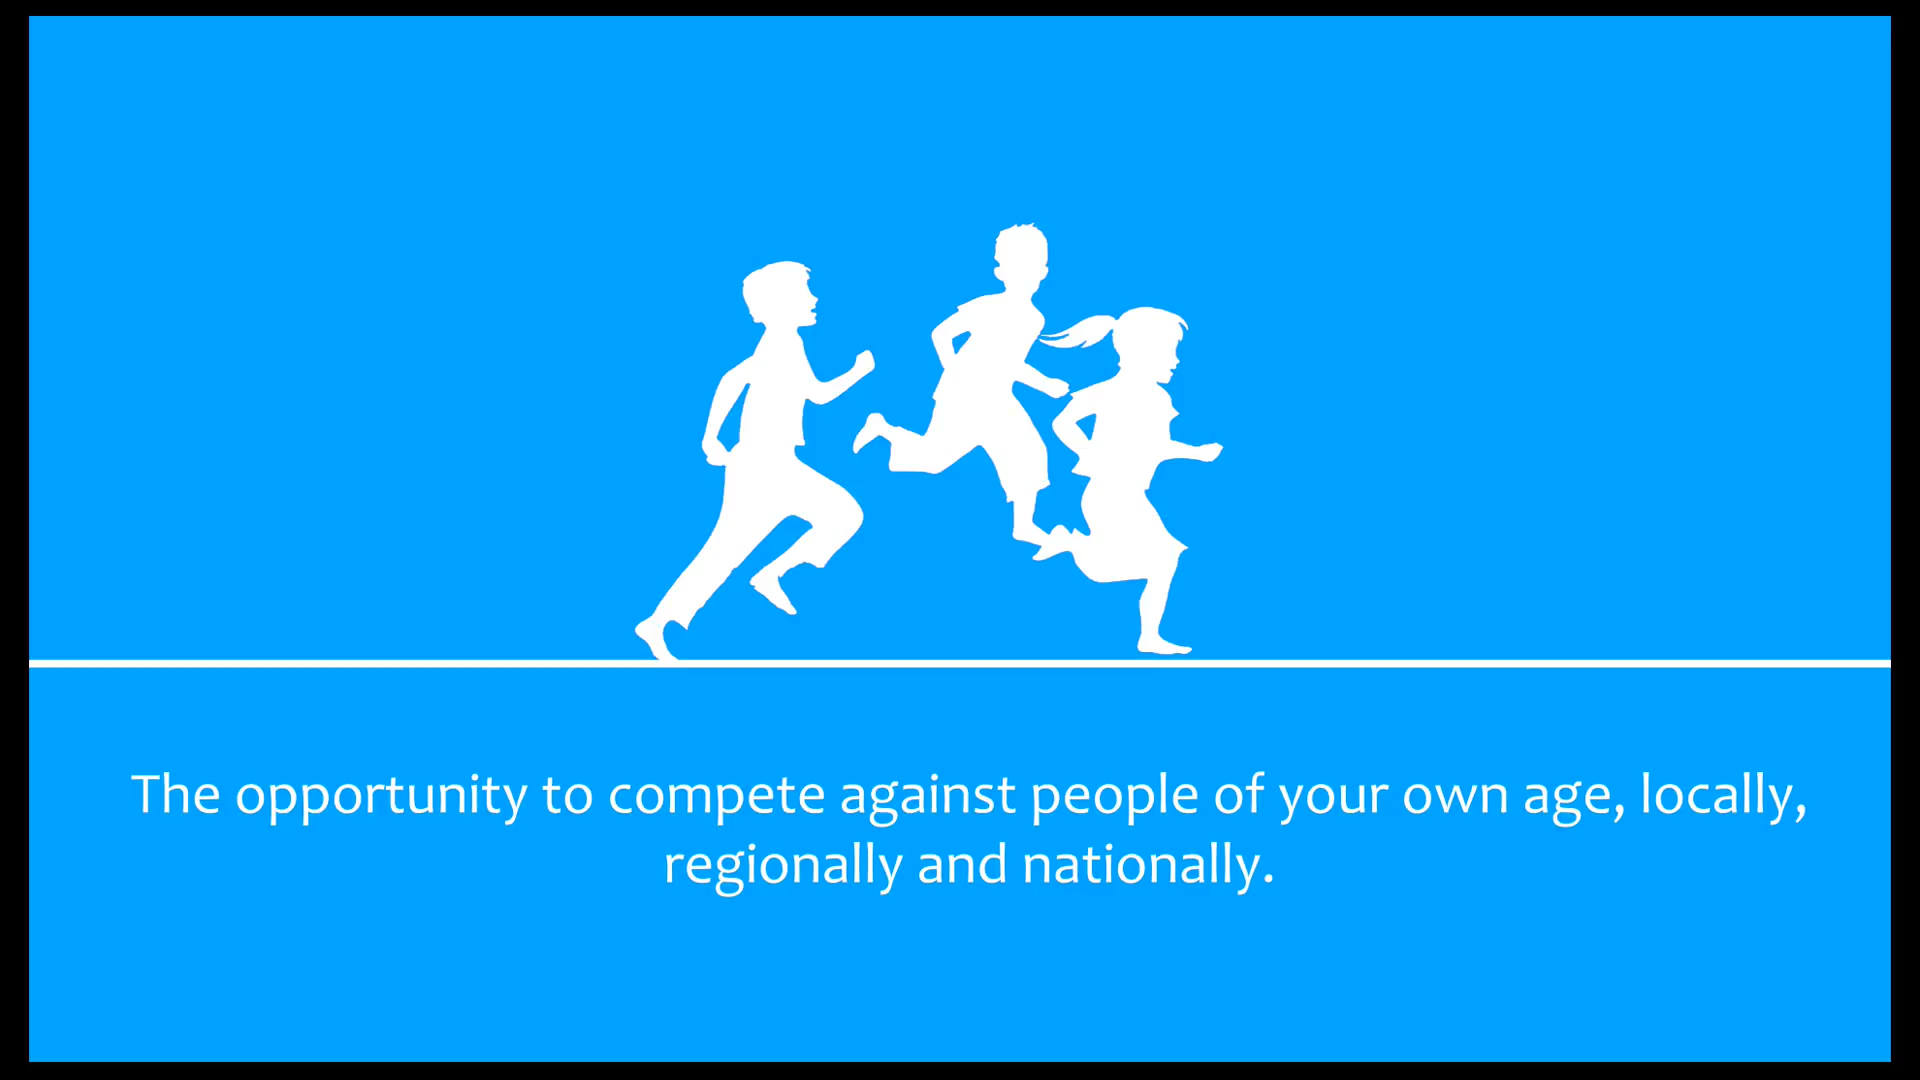 The opportunity to compete against people of your own age, locally,
regionally and nationally.